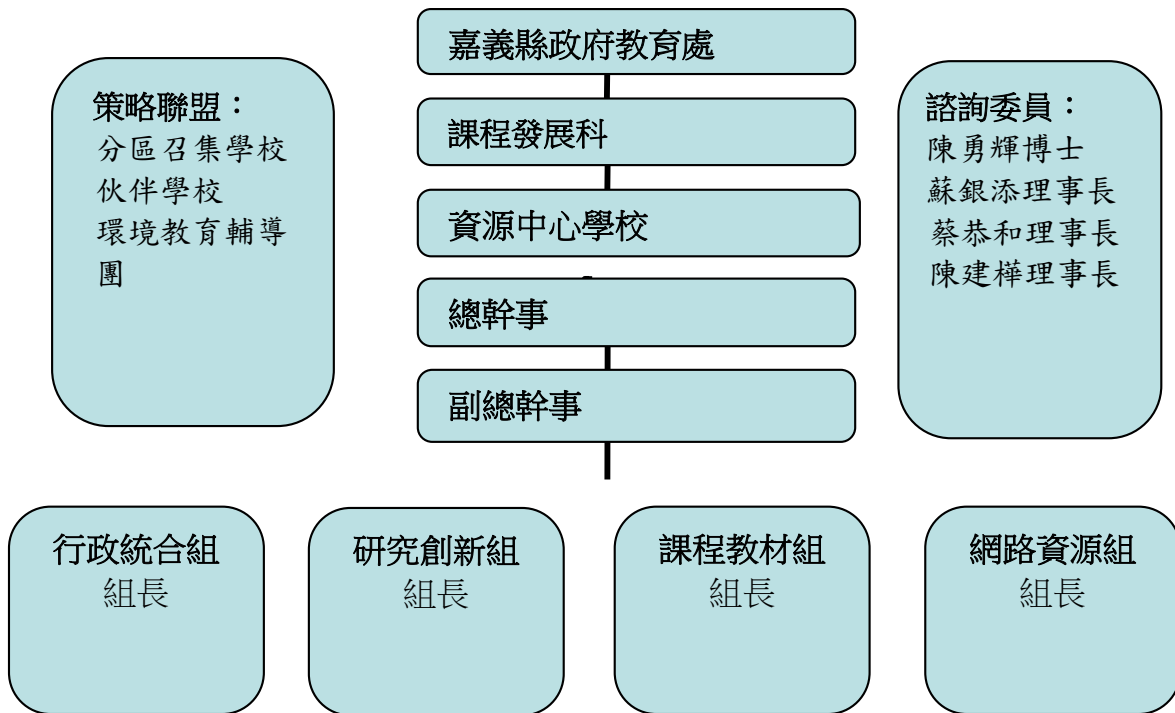 嘉義縣政府教育處
策略聯盟：
分區召集學校
伙伴學校
環境教育輔導
團
課程發展科
資源中心學校
總幹事
副總幹事
諮詢委員：
陳勇輝博士
蘇銀添理事長
蔡恭和理事長
陳建樺理事長
行政統合組
組長
研究創新組
組長
課程教材組
組長
網路資源組
組長